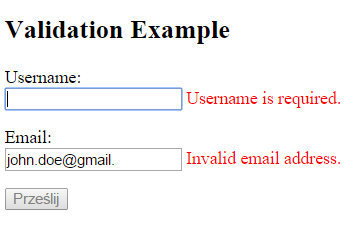 Validation Example
Username:
Username is required.
Email:
john.doe@gmail. Invalid email address.
Prześlij